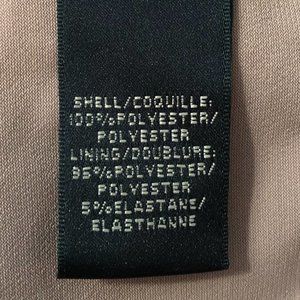 SHELL/COQUILLE:
100%POLYESTER/
POLYESTER
LINING/DOUBLURE:
95%POLYESTER/
POLYESTER
5%ELASTANE/
ELASTHANNE